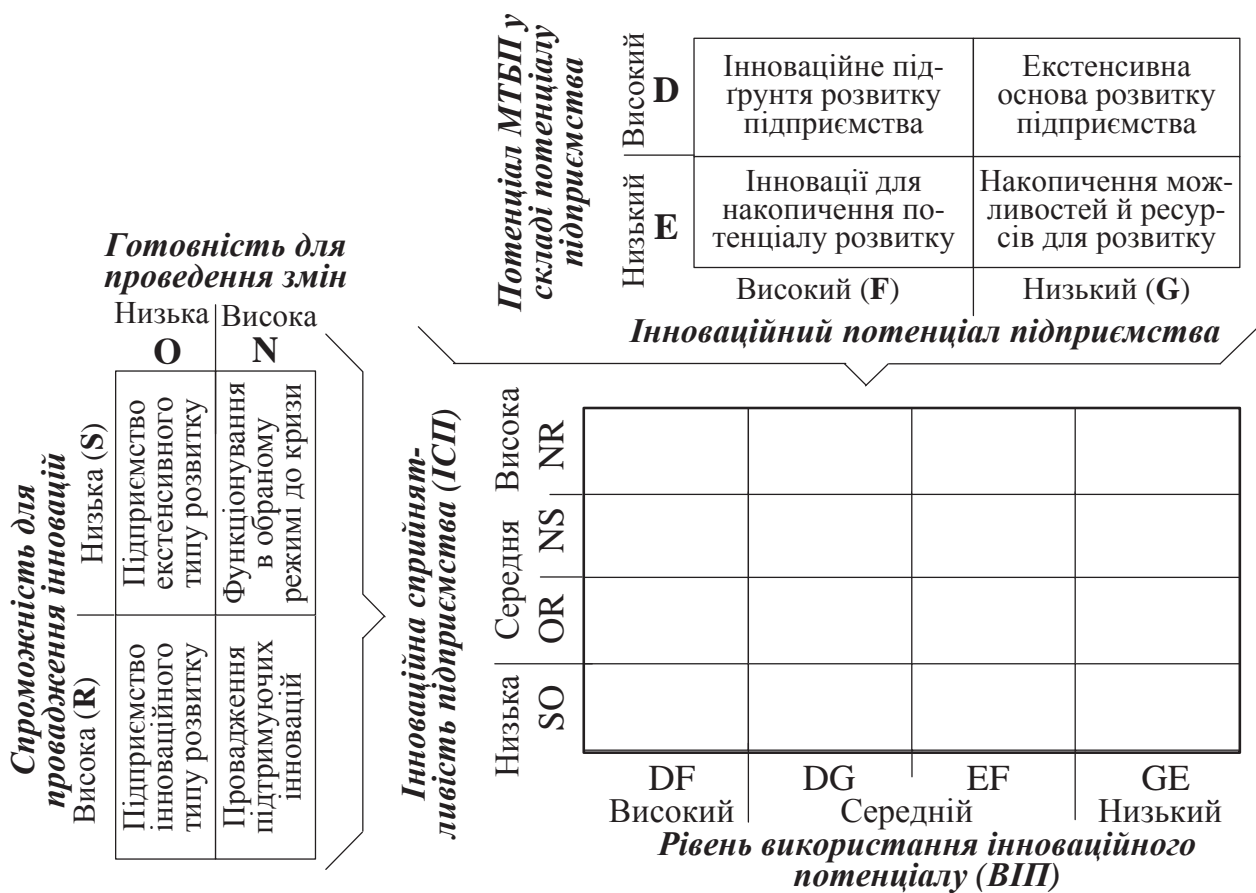 Потенціал МТБП у
складі потенціалу
підприємства
Високий
D
Низький
E
Інноваційне під-
ґрунтя розвитку
підприємства
Екстенсивна
основа розвитку
підприємства
Інновації для
накопичення по-
тенціалу розвитку
Накопичення мож-
ливостей й ресур-
сів для розвитку
Високий (F)
Низький (G)
Інноваційний потенціал підприємства
Готовність для
проведення змін
Низька
Висока
O
N
Спроможність для
провадження інновацій
Низька (S)
Висока (R)
Підприємство
екстенсивного
типу розвитку
Функціонування
в обраному
режимі до кризи
Підприємство
інноваційного
типу розвитку
Провадження
підтримуючих
інновацій
Інноваційна сприйнят-
ливість підприємства (ІСП)
Висока
NR
Середня
NS
OR
Низька
SO
DF
DG
EF
GE
Високий
Середній
Низький
Рівень використання інноваційного
потенціалу (ВІП)